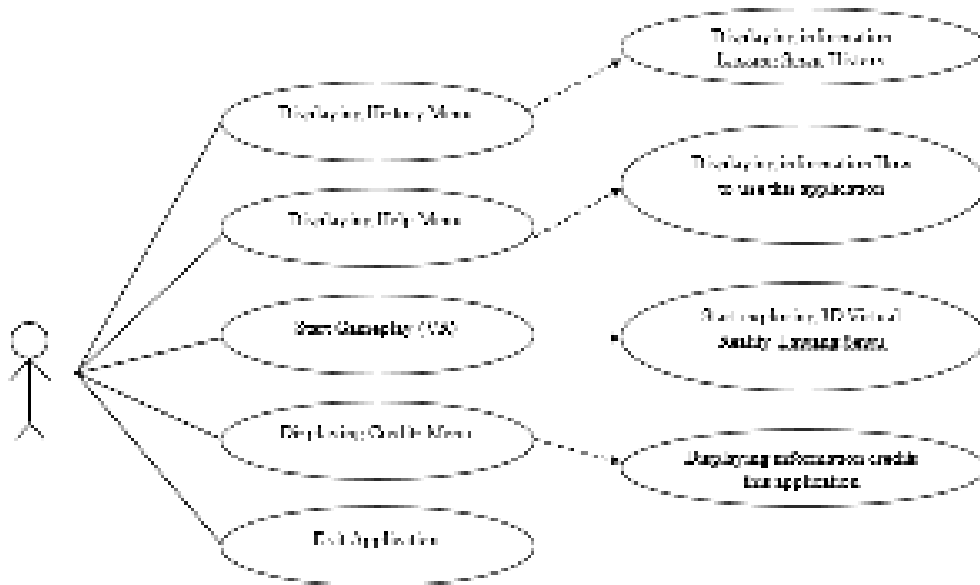 Displaying information
History
Displaying History Menu
Displaying information How
to use this application
Displaying Help Menu
Start Gameplay (VR)
Start exploring 3D Virtual
Reality
Displaying Credits Menu
Displaying information credits
this application
Exit Application